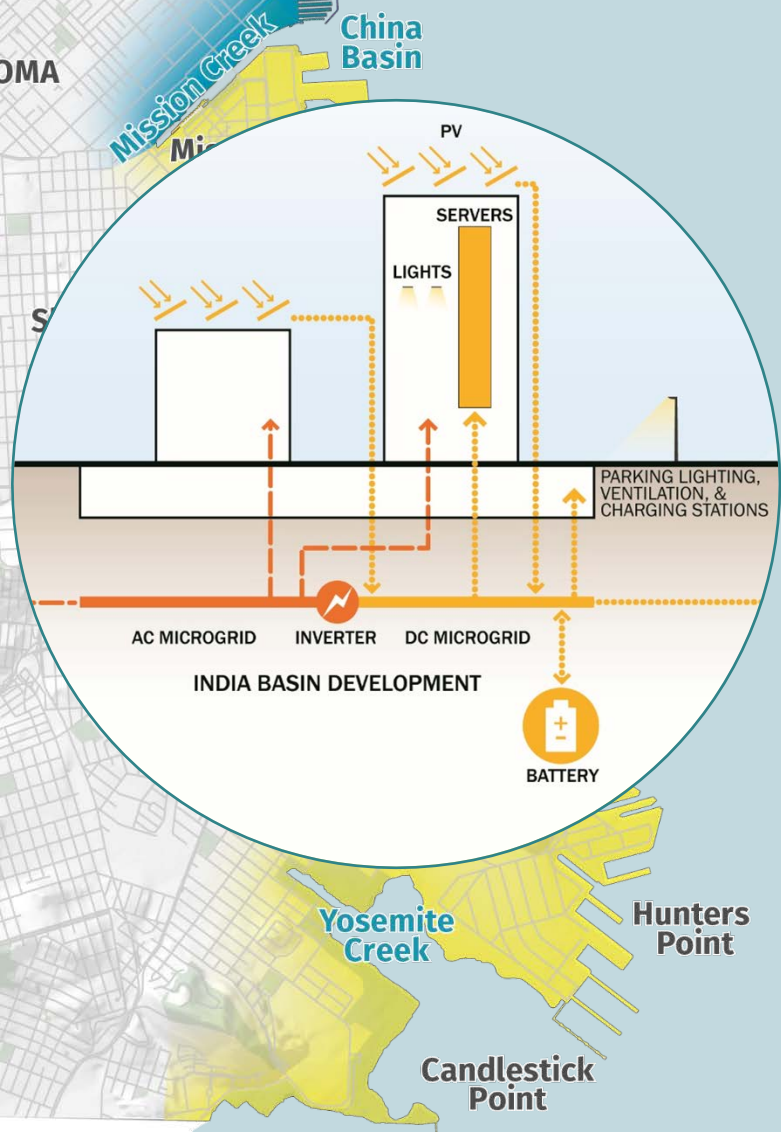 China
Basin
OMA
Mission Creek
Mi
PV
SERVERS
LIGHTS
S
PARKING LIGHTING,
VENTILATION, &
CHARGING STATIONS
AC MICROGRID
INVERTER
DC MICROGRID
INDIA BASIN DEVELOPMENT
+
–
BATTERY
Yosemite
Creek
Hunters
Point
Candlestick
Point